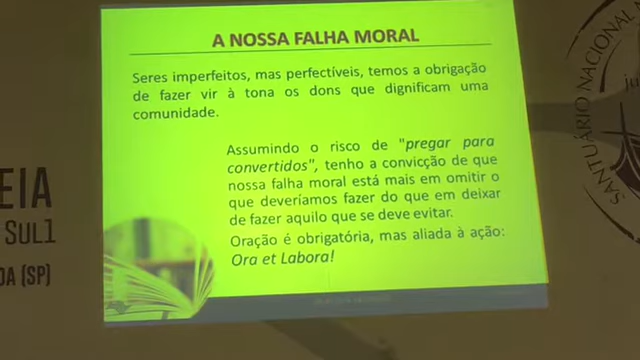 A NOSSA FALHA MORAL
Seres imperfeitos, mas perfectíveis, temos a obrigação
de fazer vir à tona os dons que dignificam uma
comunidade.
Assumindo o risco de "pregar para
convertidos", tenho a convicção de que
nossa falha moral está mais em omitir o
que deveríamos fazer do que em deixar
de fazer aquilo que se deve evitar.
Oração é obrigatória, mas aliada à ação:
Ora et Labora!
EIA
SUL1
DA (SP)
SANTUÁRIO NACIONAL